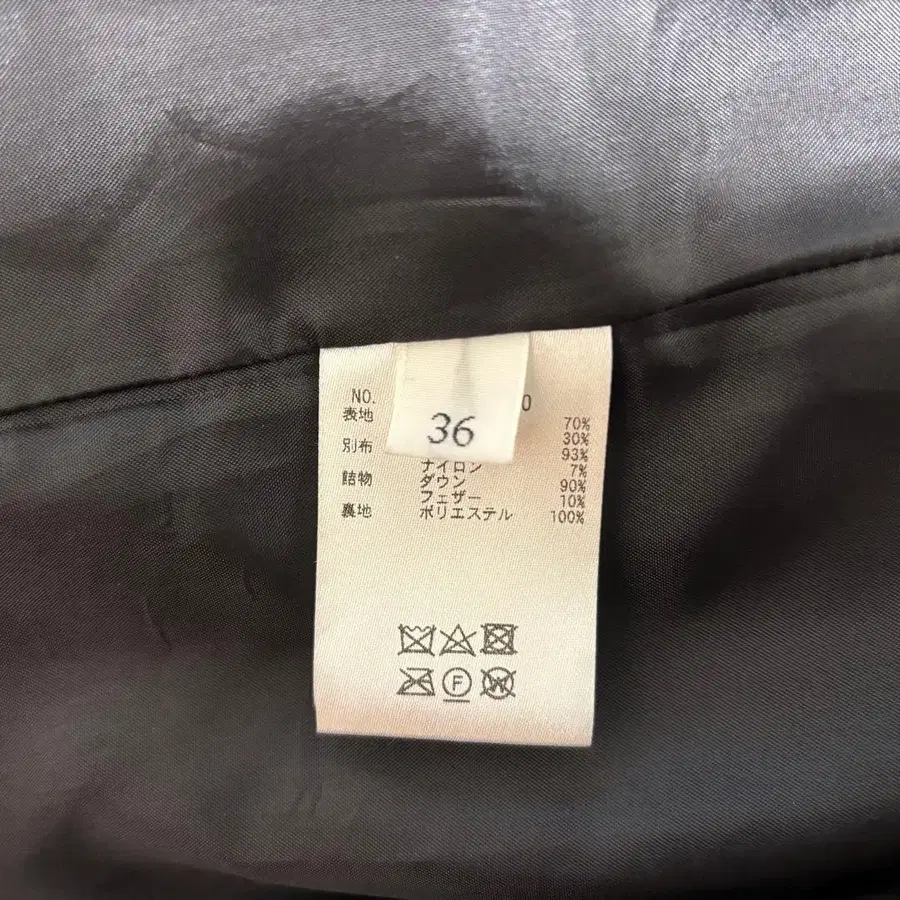 NO. 0
36
表地 70%
30%
別布 93%
ナイロン 7%
詰物 ダウン 90%
フェザー 10%
裏地 ポリエステル 100%
F
W